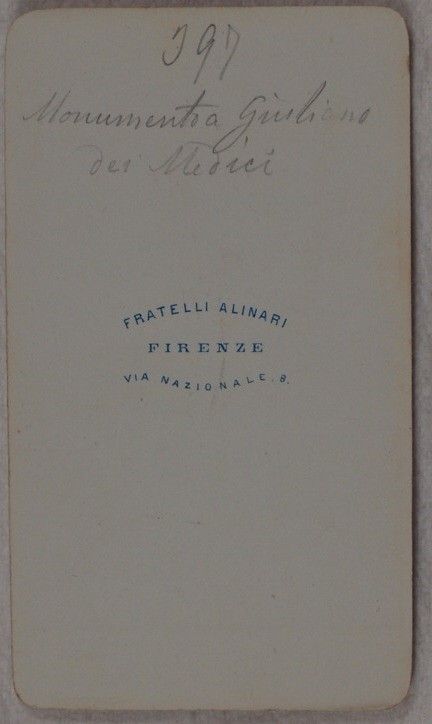 397
Monumento a Giuliano
dei Medici
FRATELLI ALINARI
FIRENZE
VIA NAZIONALE. 8.